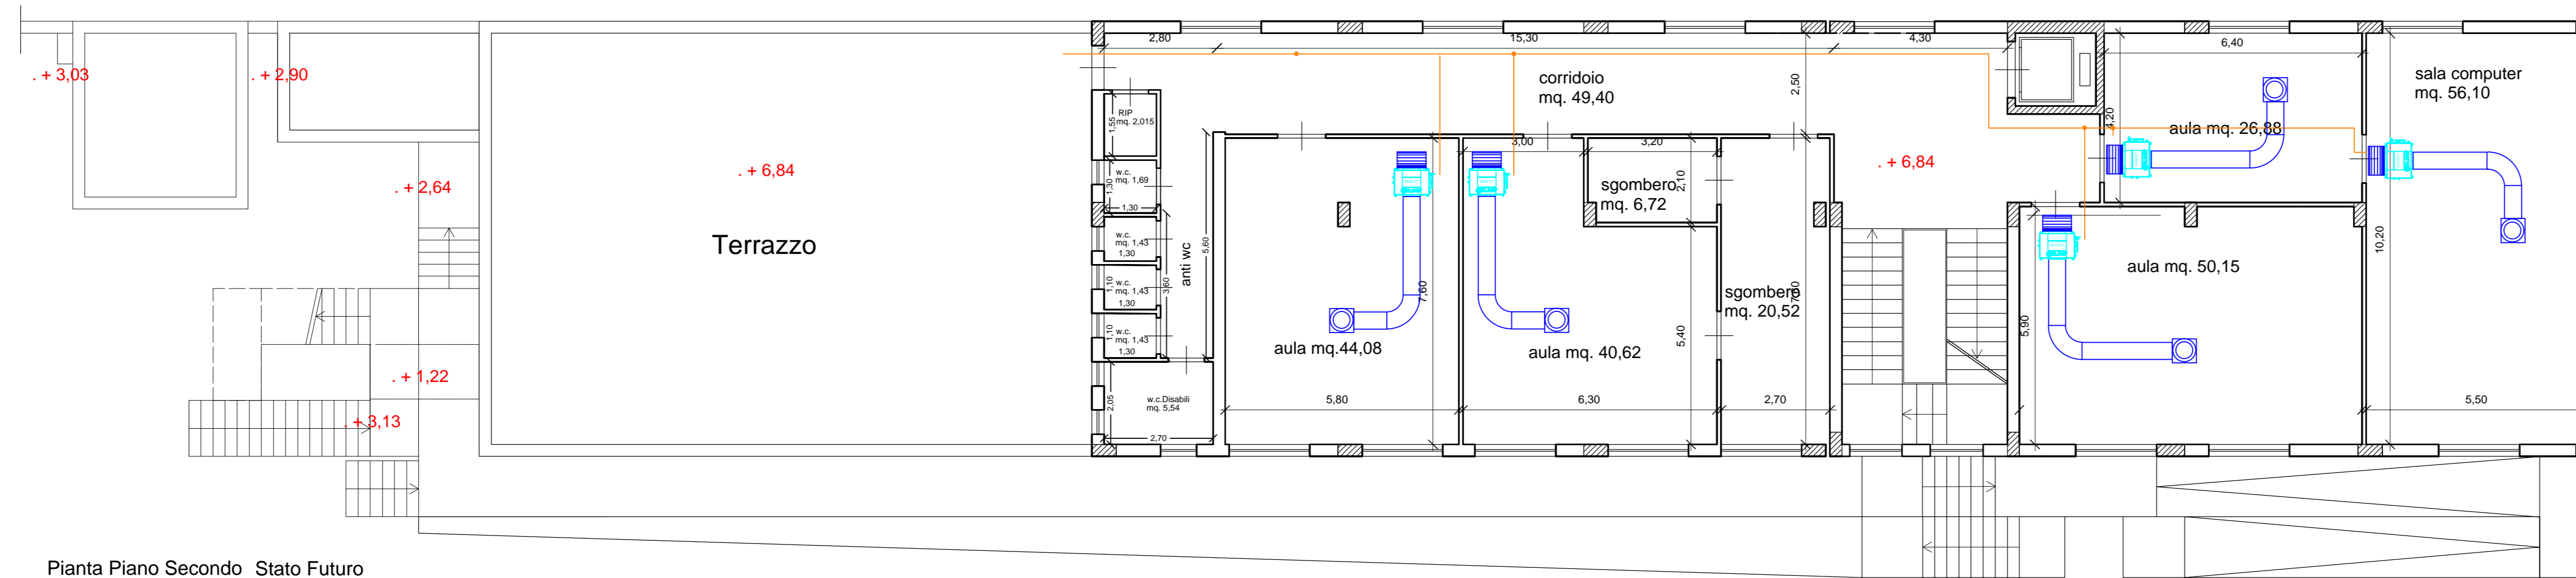 2,80
15,30
4,30
6,40
. + 3,03
. + 2,90
corridoio
mq. 49,40
2,50
sala computer
mq. 56,10
RIP
mq. 2,015
1,55
4,20
aula mq. 26,88
3,00
3,20
. + 6,84
. + 6,84
. + 2,64
w.c.
mq. 1,69
1,30
1,30
sgombero
mq. 6,72
2,10
Terrazzo
w.c.
mq. 1,43
1,30
anti wc
5,60
3,60
10,20
aula mq. 50,15
w.c.
mq. 1,43
1,10
1,30
7,60
sgombero
mq. 20,52
w.c.
mq. 1,43
1,10
1,30
aula mq.44,08
aula mq. 40,62
5,40
5,90
. + 1,22
. + 3,13
w.c.Disabili
mq. 5,54
2,05
2,70
5,80
6,30
2,70
5,50
Pianta Piano Secondo Stato Futuro